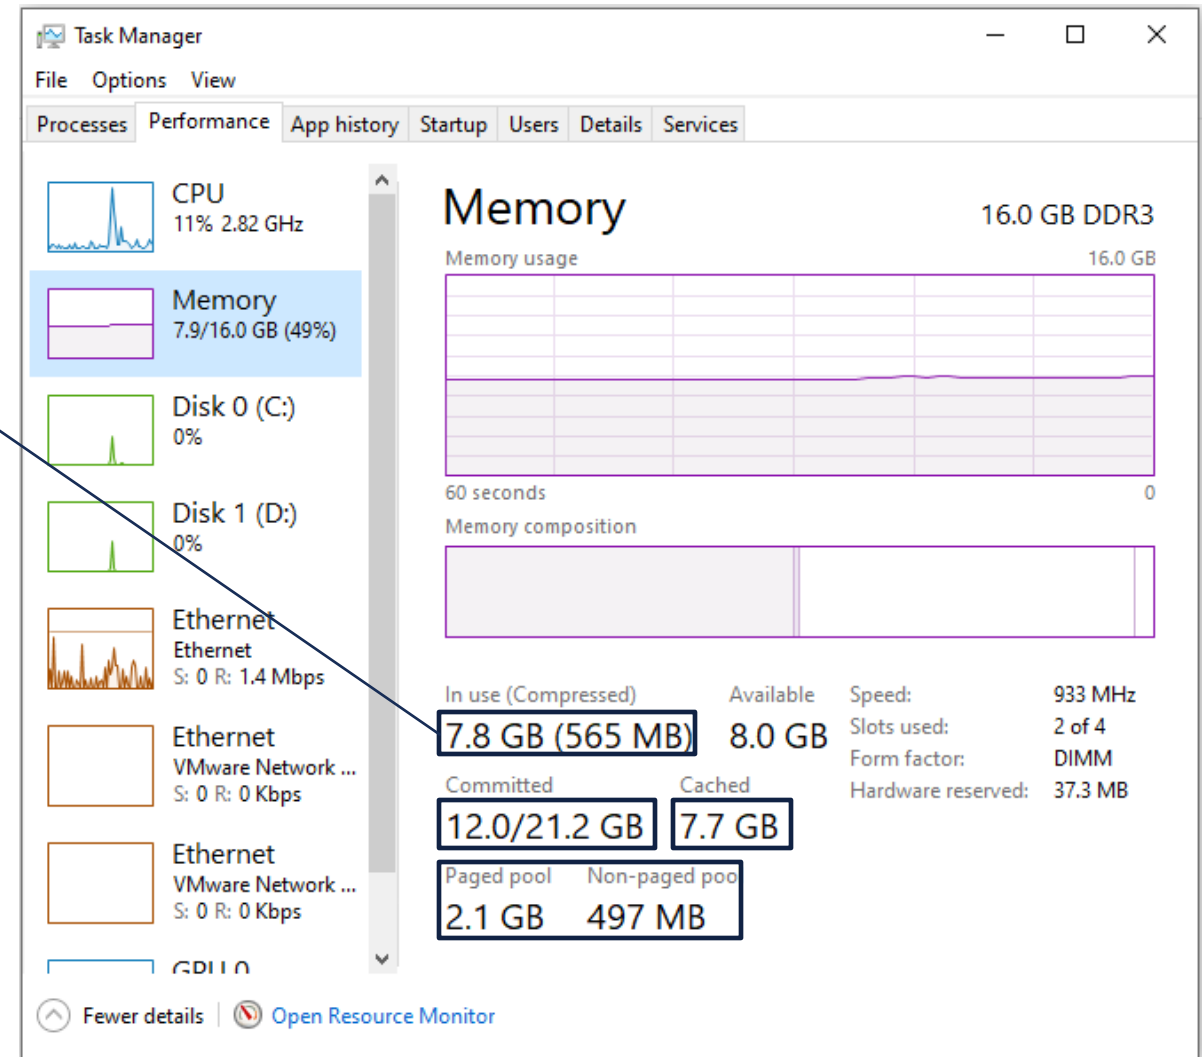 Task Manager
File Options View
Processes Performance App history Startup Users Details Services
CPU
11% 2.82 GHz
Memory
7.9/16.0 GB (49%)
Disk 0 (C:)
0%
Disk 1 (D:)
0%
Ethernet
Ethernet
S: 0 R: 1.4 Mbps
Ethernet
VMware Network ...
S: 0 R: 0 Kbps
Ethernet
VMware Network ...
S: 0 R: 0 Kbps
GPU 0
Memory 16.0 GB DDR3
Memory usage 16.0 GB
60 seconds 0
Memory composition
In use (Compressed) Available
7.8 GB (565 MB) 8.0 GB
Committed Cached
12.0/21.2 GB 7.7 GB
Paged pool Non-paged poo
2.1 GB 497 MB
Speed: 933 MHz
Slots used: 2 of 4
Form factor: DIMM
Hardware reserved: 37.3 MB
Fewer details Open Resource Monitor